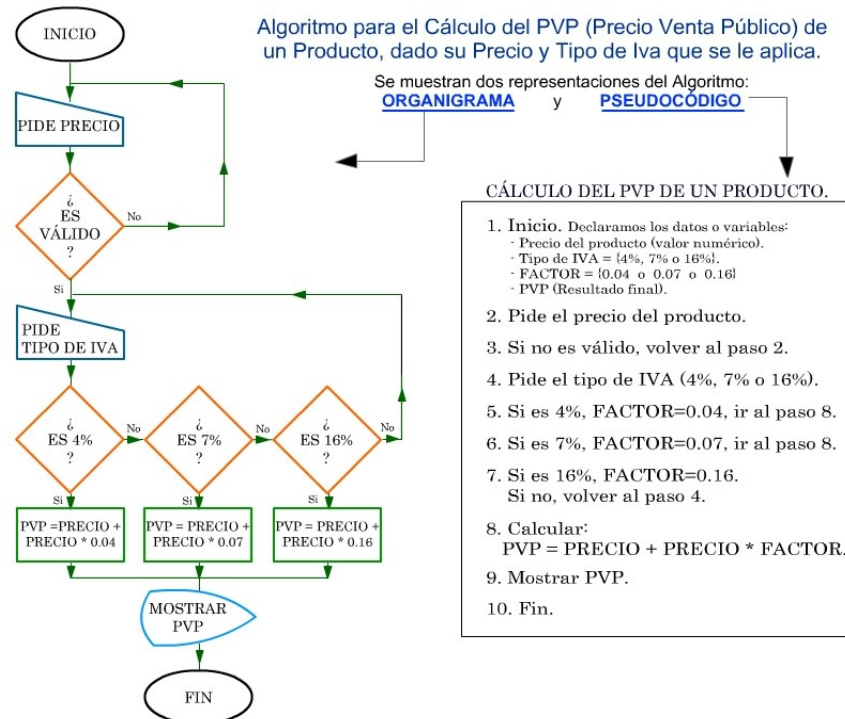 Algoritmo para el Cálculo del PVP (Precio Venta Público) de
un Producto, dado su Precio y Tipo de Iva que se le aplica.
Se muestran dos representaciones del Algoritmo:
ORGANIGRAMA y PSEUDOCÓDIGO
INICIO
PIDE PRECIO
¿
ES
VÁLIDO
?
No
Si
PIDE
TIPO DE IVA
¿
ES 4%
?
No
¿
ES 7%
?
No
¿
ES 16%
?
No
Si
Si
Si
PVP =PRECIO +
PRECIO * 0.04
PVP = PRECIO +
PRECIO * 0.07
PVP = PRECIO +
PRECIO * 0.16
MOSTRAR
PVP
FIN
CÁLCULO DEL PVP DE UN PRODUCTO.
1. Inicio. Declaramos los datos o variables:
- Precio del producto (valor numérico).
- Tipo de IVA = {4%, 7% o 16%}.
- FACTOR = {0.04 o 0.07 o 0.16}
- PVP (Resultado final).
2. Pide el precio del producto.
3. Si no es válido, volver al paso 2.
4. Pide el tipo de IVA (4%, 7% o 16%).
5. Si es 4%, FACTOR=0.04, ir al paso 8.
6. Si es 7%, FACTOR=0.07, ir al paso 8.
7. Si es 16%, FACTOR=0.16.
Si no, volver al paso 4.
8. Calcular:
PVP = PRECIO + PRECIO * FACTOR.
9. Mostrar PVP.
10. Fin.